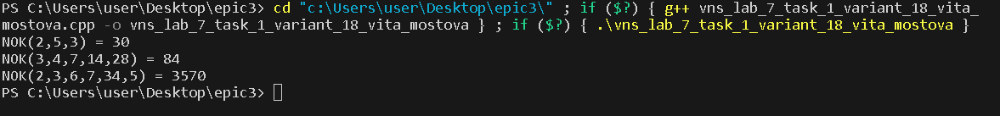 PS C:\Users\user\Desktop\epic3> cd "c:\Users\user\Desktop\epic3\" ; if ($?) { g++ vns_lab_7_task_1_variant_18_vita_
mostova.cpp -o vns_lab_7_task_1_variant_18_vita_mostova } ; if ($?) { .\vns_lab_7_task_1_variant_18_vita_mostova }
NOK(2,5,3) = 30
NOK(3,4,7,14,28) = 84
NOK(2,3,6,7,34,5) = 3570
PS C:\Users\user\Desktop\epic3>